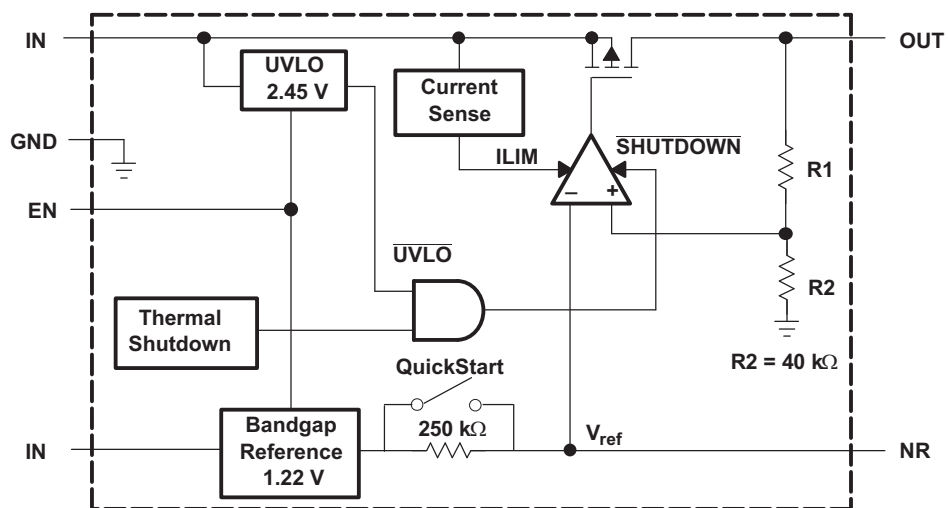 IN
OUT
UVLO
2.45 V
Current
Sense
GND
SHUTDOWN
ILIM
R1
– +
EN
UVLO
R2
Thermal
Shutdown
R2 = 40 kΩ
QuickStart
Bandgap
Reference
1.22 V
250 kΩ
Vref
IN
NR